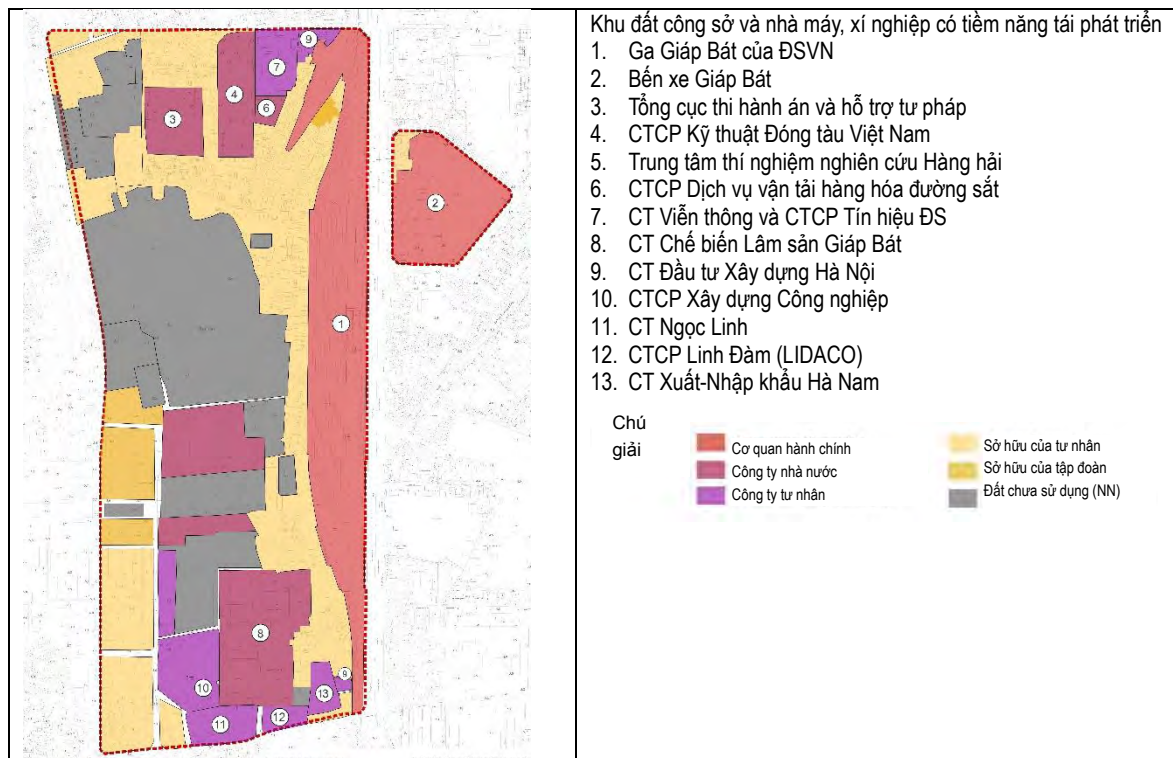 Khu đất công sở và nhà máy, xí nghiệp có tiềm năng tái phát triển
1. Ga Giáp Bát của ĐSVN
2. Bến xe Giáp Bát
3. Tổng cục thi hành án và hỗ trợ tư pháp
4. CTCP Kỹ thuật Đóng tàu Việt Nam
5. Trung tâm thí nghiệm nghiên cứu Hàng hải
6. CTCP Dịch vụ vận tải hàng hóa đường sắt
7. CT Viễn thông và CTCP Tín hiệu ĐS
8. CT Chế biến Lâm sản Giáp Bát
9. CT Đầu tư Xây dựng Hà Nội
10. CTCP Xây dựng Công nghiệp
11. CT Ngọc Linh
12. CTCP Linh Đàm (LIDACO)
13. CT Xuất-Nhập khẩu Hà Nam
Chú
giải
Cơ quan hành chính
Công ty nhà nước
Công ty tư nhân
Sở hữu của tư nhân
Sở hữu của tập đoàn
Đất chưa sử dụng (NN)
9
7
4
6
3
2
1
8
9
10
13
12
11